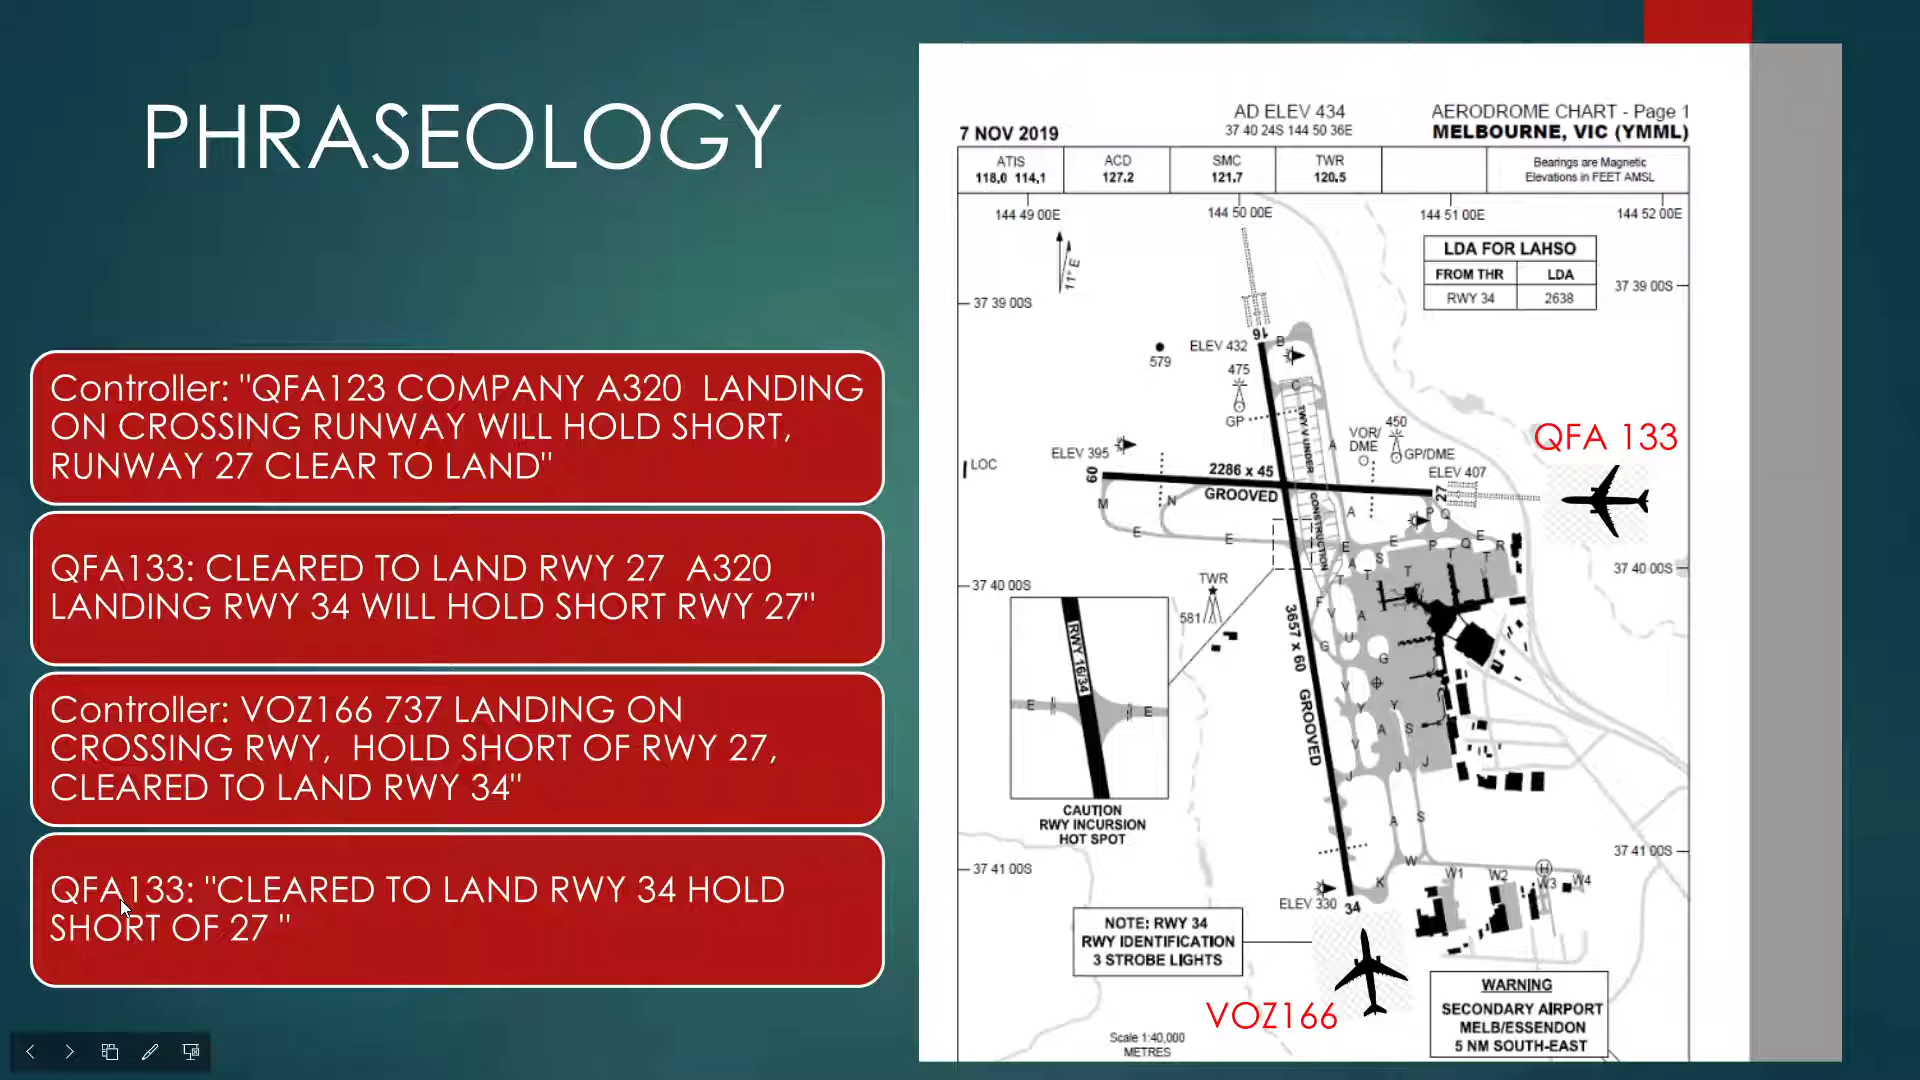 PHRASEOLOGY
Controller: "QFA123 COMPANY A320 LANDING
ON CROSSING RUNWAY WILL HOLD SHORT,
RUNWAY 27 CLEAR TO LAND"
QFA133: CLEARED TO LAND RWY 27 A320
LANDING RWY 34 WILL HOLD SHORT RWY 27"
Controller: VOZ166 737 LANDING ON
CROSSING RWY, HOLD SHORT OF RWY 27,
CLEARED TO LAND RWY 34"
QFA133: "CLEARED TO LAND RWY 34 HOLD
SHORT OF 27 "
AD ELEV 434
AERODROME CHART - Page 1
7 NOV 2019
37 40 24S 144 50 36E
MELBOURNE, VIC (YMML)
ATIS
118.0 114.1
ACD
127.2
SMC
121.7
TWR
120.5
Bearings are Magnetic
Elevations in FEET AMSL
144 49 00E
144 50 00E
144 51 00E
144 52 00E
11° E
LDA FOR LAHSO
FROM THR LDA
RWY 34 2638
37 39 00S
37 39 00S
16
B
ELEV 432
579
475
GP
C
TWY V UNDER CONSTRUCTION
A
VOR/
DME
450
GP/DME
QFA 133
ELEV 395
LOC
09
2286 x 45
GROOVED
ELEV 407
27
M
N
E
E
A
P
Q
E
R
E
S
E
P
Q
T
T
A
T
T
T
37 40 00S
37 40 00S
TWR
581
F
V
A
U
G
G
3657 x 60 GROOVED
RWY 16/34
E
E
V
Y
Y
A
S
V
J
J
J
CAUTION
RWY INCURSION
HOT SPOT
A
S
37 41 00S
37 41 00S
W
K
W1
W2
H
W3
W4
ELEV 330
34
NOTE: RWY 34
RWY IDENTIFICATION
3 STROBE LIGHTS
VOZ166
WARNING
SECONDARY AIRPORT
MELB/ESSENDON
5 NM SOUTH-EAST
Scale 1:40,000
METRES